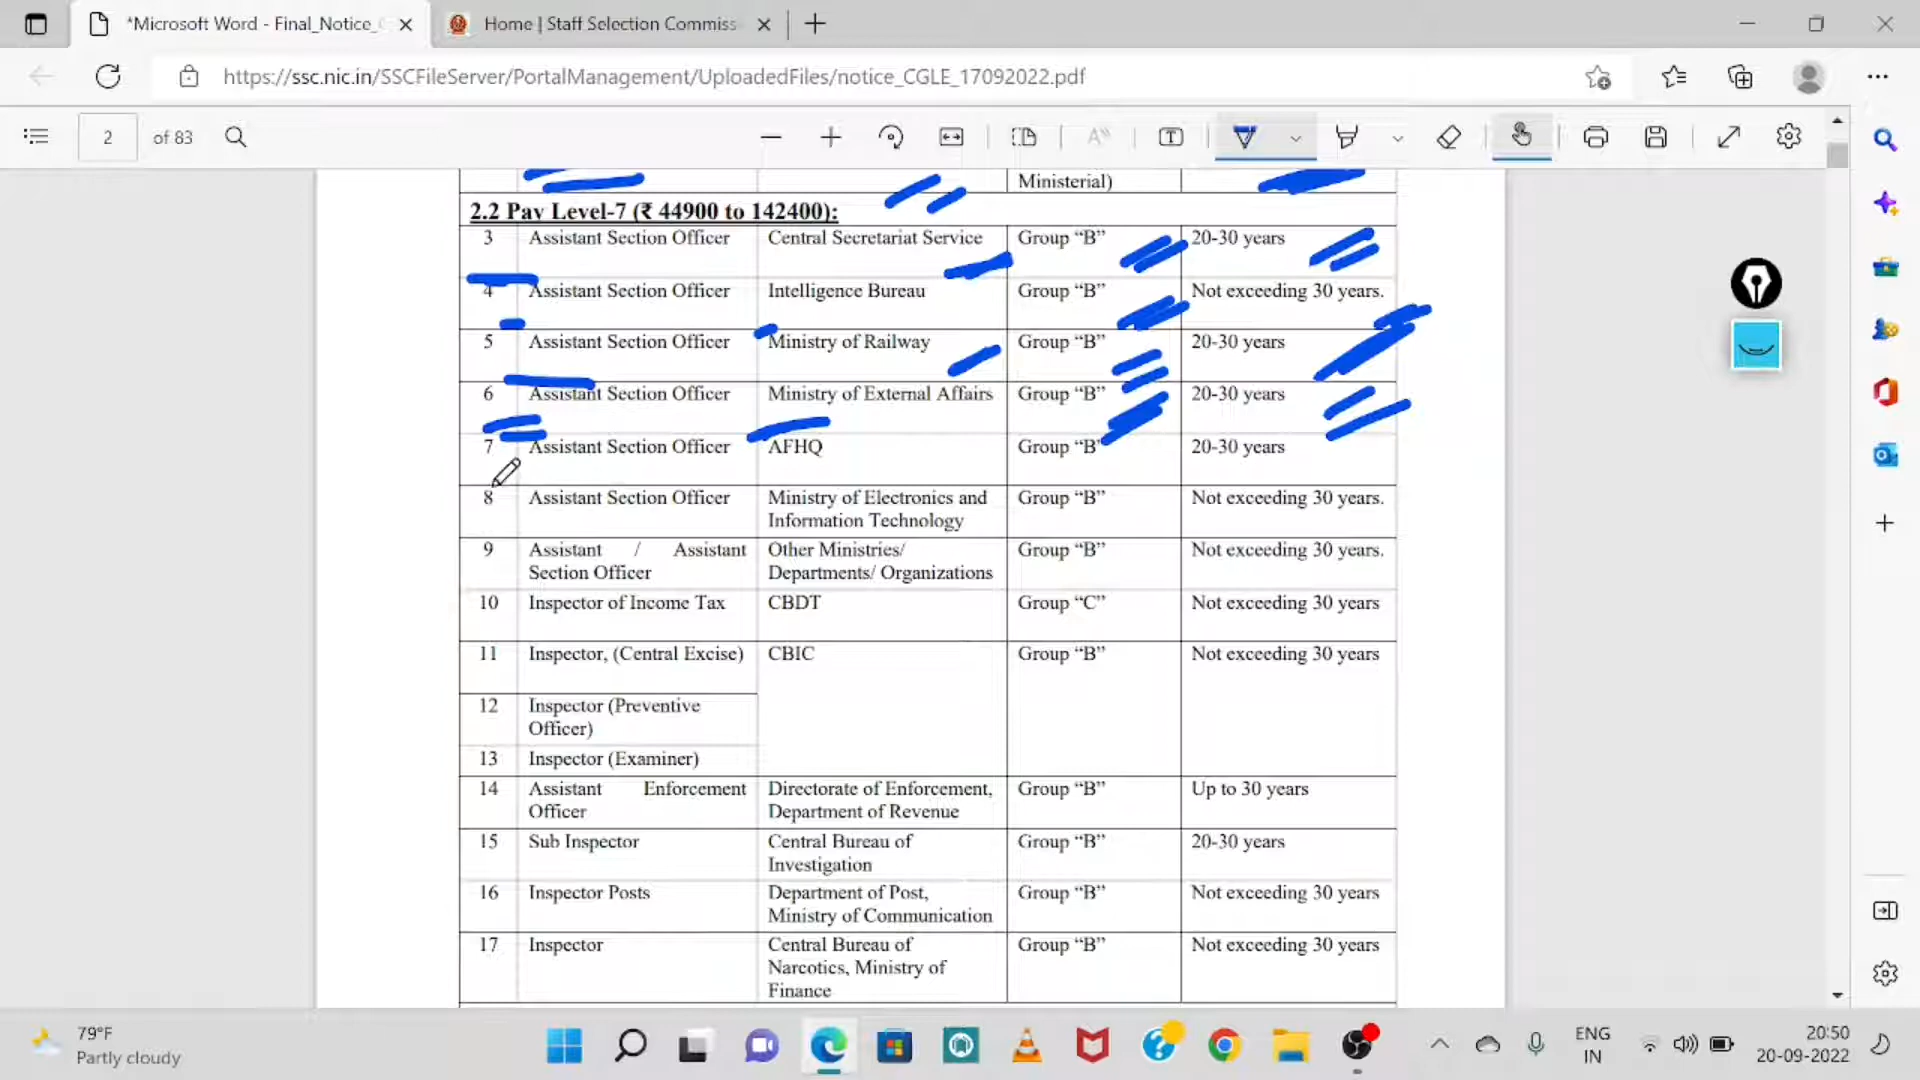 *Microsoft Word - Final_Notice_C
Home | Staff Selection Commiss
https://ssc.nic.in/SSCFileServer/PortalManagement/UploadedFiles/notice_CGLE_17092022.pdf
2 of 83
Ministerial)
2.2 Pay Level-7 (₹ 44900 to 142400):
3 Assistant Section Officer Central Secretariat Service Group “B” 20-30 years
4 Assistant Section Officer Intelligence Bureau Group “B” Not exceeding 30 years.
5 Assistant Section Officer Ministry of Railway Group “B” 20-30 years
6 Assistant Section Officer Ministry of External Affairs Group “B” 20-30 years
7 Assistant Section Officer AFHQ Group “B” 20-30 years
8 Assistant Section Officer Ministry of Electronics and Group “B” Not exceeding 30 years.
Information Technology
9 Assistant / Assistant Other Ministries/ Group “B” Not exceeding 30 years.
Section Officer Departments/ Organizations
10 Inspector of Income Tax CBDT Group “C” Not exceeding 30 years
11 Inspector, (Central Excise) CBIC Group “B” Not exceeding 30 years
12 Inspector (Preventive
Officer)
13 Inspector (Examiner)
14 Assistant Enforcement Directorate of Enforcement, Group “B” Up to 30 years
Officer Department of Revenue
15 Sub Inspector Central Bureau of Group “B” 20-30 years
Investigation
16 Inspector Posts Department of Post, Group “B” Not exceeding 30 years
Ministry of Communication
17 Inspector Central Bureau of Group “B” Not exceeding 30 years
Narcotics, Ministry of
Finance
79°F
Partly cloudy
ENG
IN
20:50
20-09-2022